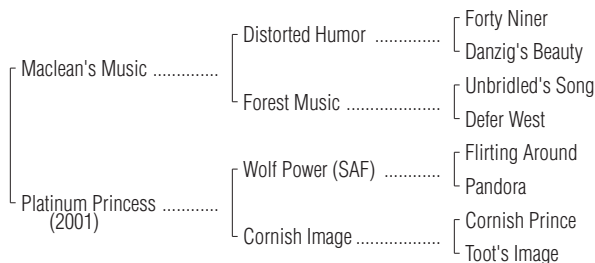 Forty Niner
Distorted Humor ..............
Danzig's Beauty
Maclean's Music ..............
Unbridled's Song
Forest Music ....................
Defer West
Flirting Around
Wolf Power (SAF) ............
Pandora
Platinum Princess ............
(2001)
Cornish Prince
Cornish Image ..................
Toot's Image